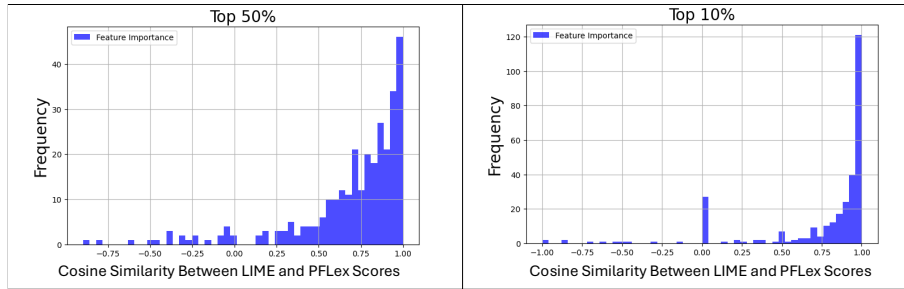 Top 50%
Feature Importance
Frequency
40
30
20
10
0
−0.75 −0.50 −0.25 0.00 0.25 0.50 0.75 1.00
Cosine Similarity Between LIME and PFLex Scores
Top 10%
Feature Importance
Frequency
120
100
80
60
40
20
0
−1.00 −0.75 −0.50 −0.25 0.00 0.25 0.50 0.75 1.00
Cosine Similarity Between LIME and PFLex Scores